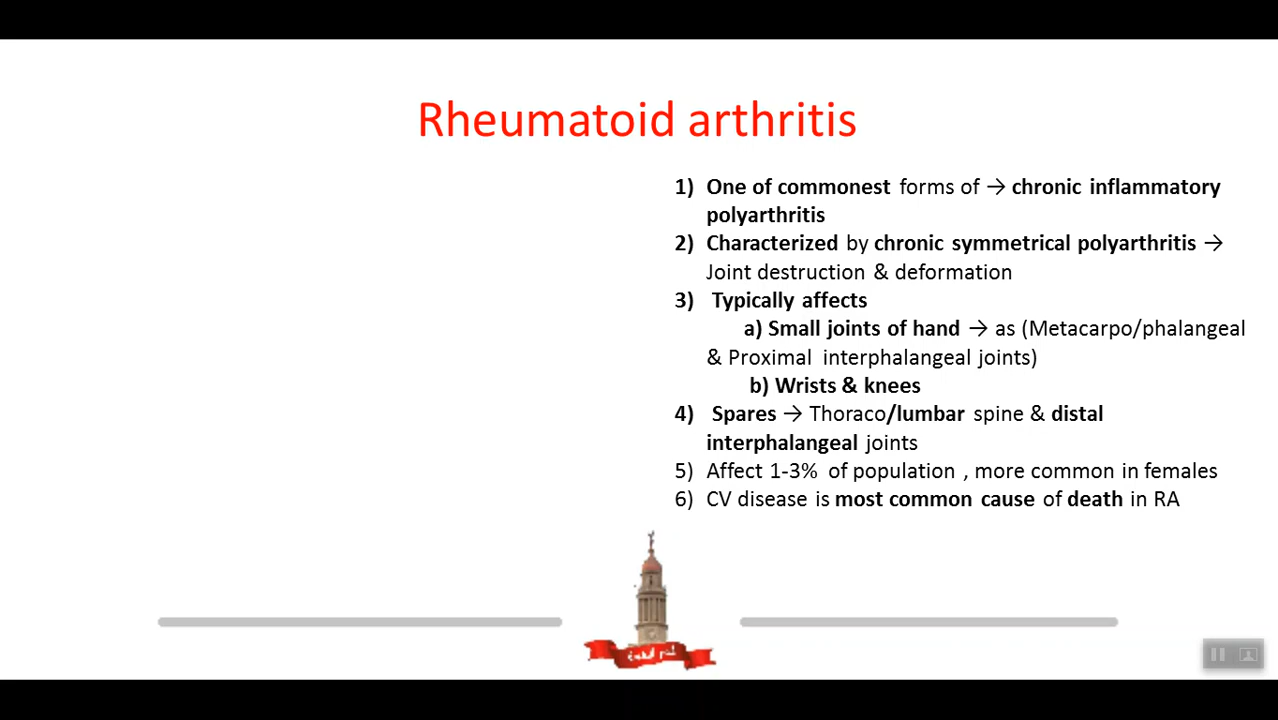 Rheumatoid arthritis
1) One of commonest forms of → chronic inflammatory
polyarthritis
2) Characterized by chronic symmetrical polyarthritis →
Joint destruction & deformation
3) Typically affects
a) Small joints of hand → as (Metacarpo/phalangeal
& Proximal interphalangeal joints)
b) Wrists & knees
4) Spares → Thoraco/lumbar spine & distal
interphalangeal joints
5) Affect 1-3% of population , more common in females
6) CV disease is most common cause of death in RA